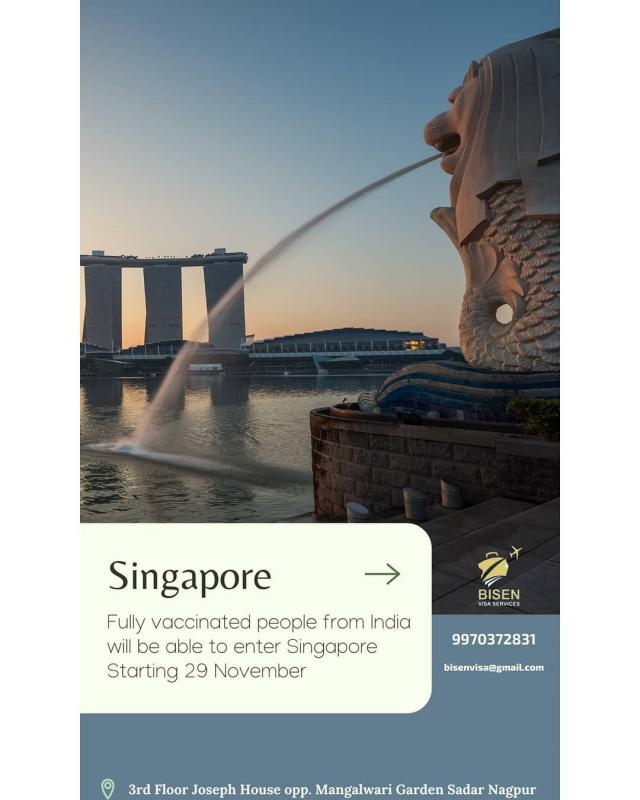 Singapore
Fully vaccinated people from India
will be able to enter Singapore
Starting 29 November
BISEN
VISA SERVICES
9970372831
bisenvisa@gmail.com
3rd Floor Joseph House opp. Mangalwari Garden Sadar Nagpur